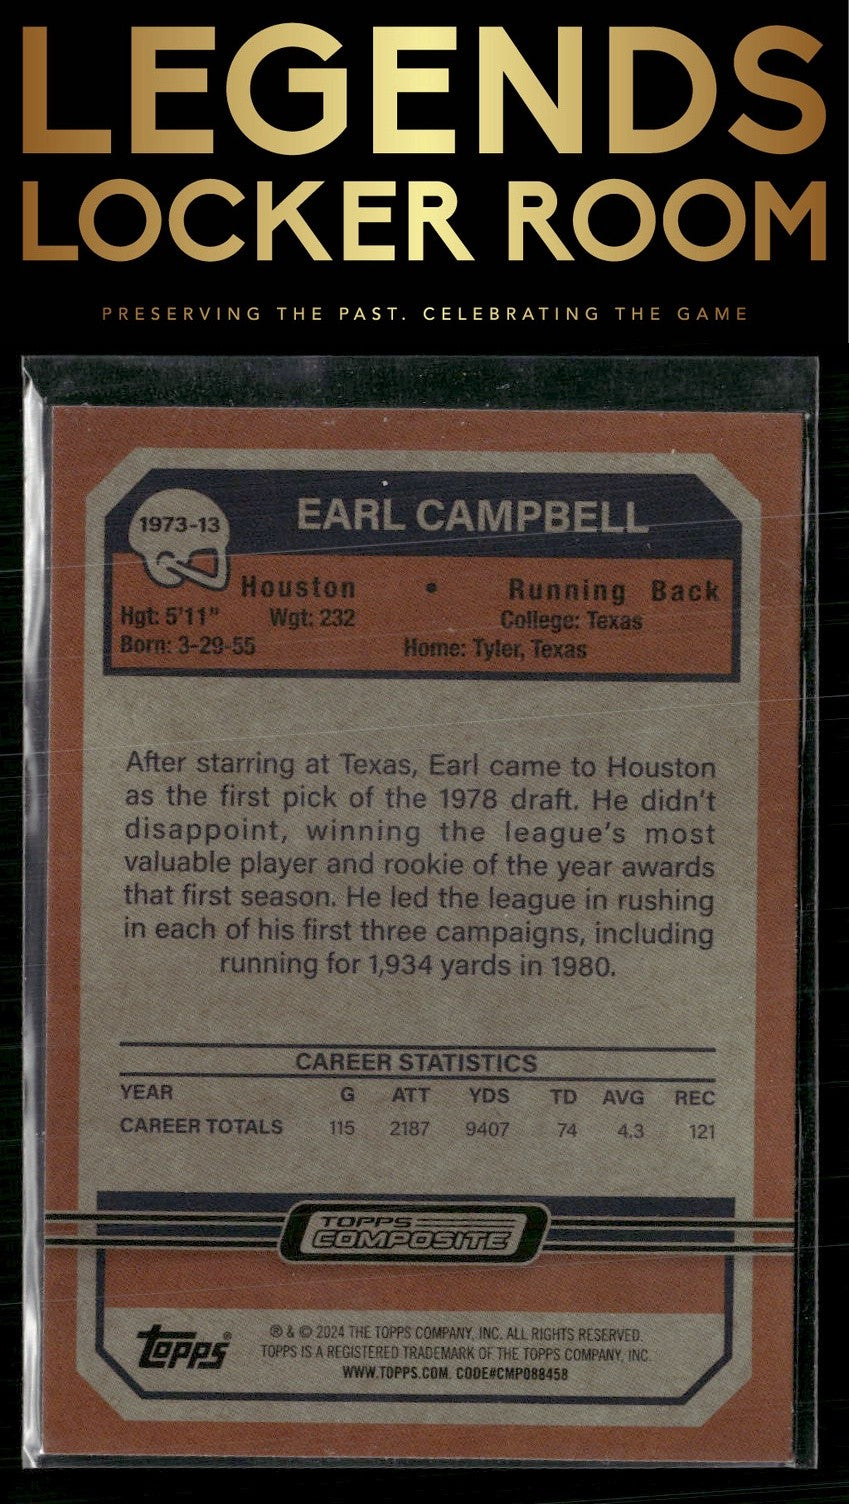 LEGENDS
LOCKER ROOM
PRESERVING THE PAST. CELEBRATING THE GAME
1973-13
EARL CAMPBELL
Houston • Running Back
Hgt: 5'11" Wgt: 232 College: Texas
Born: 3-29-55 Home: Tyler, Texas
After starring at Texas, Earl came to Houston
as the first pick of the 1978 draft. He didn't
disappoint, winning the league's most
valuable player and rookie of the year awards
that first season. He led the league in rushing
in each of his first three campaigns, including
running for 1,934 yards in 1980.
CAREER STATISTICS
YEAR G ATT YDS TD AVG REC
CAREER TOTALS 115 2187 9407 74 4.3 121
TOPPS
COMPOSITE
topps®
® & © 2024 THE TOPPS COMPANY, INC. ALL RIGHTS RESERVED.
TOPPS IS A REGISTERED TRADEMARK OF THE TOPPS COMPANY, INC.
WWW.TOPPS.COM. CODE#CMP088458